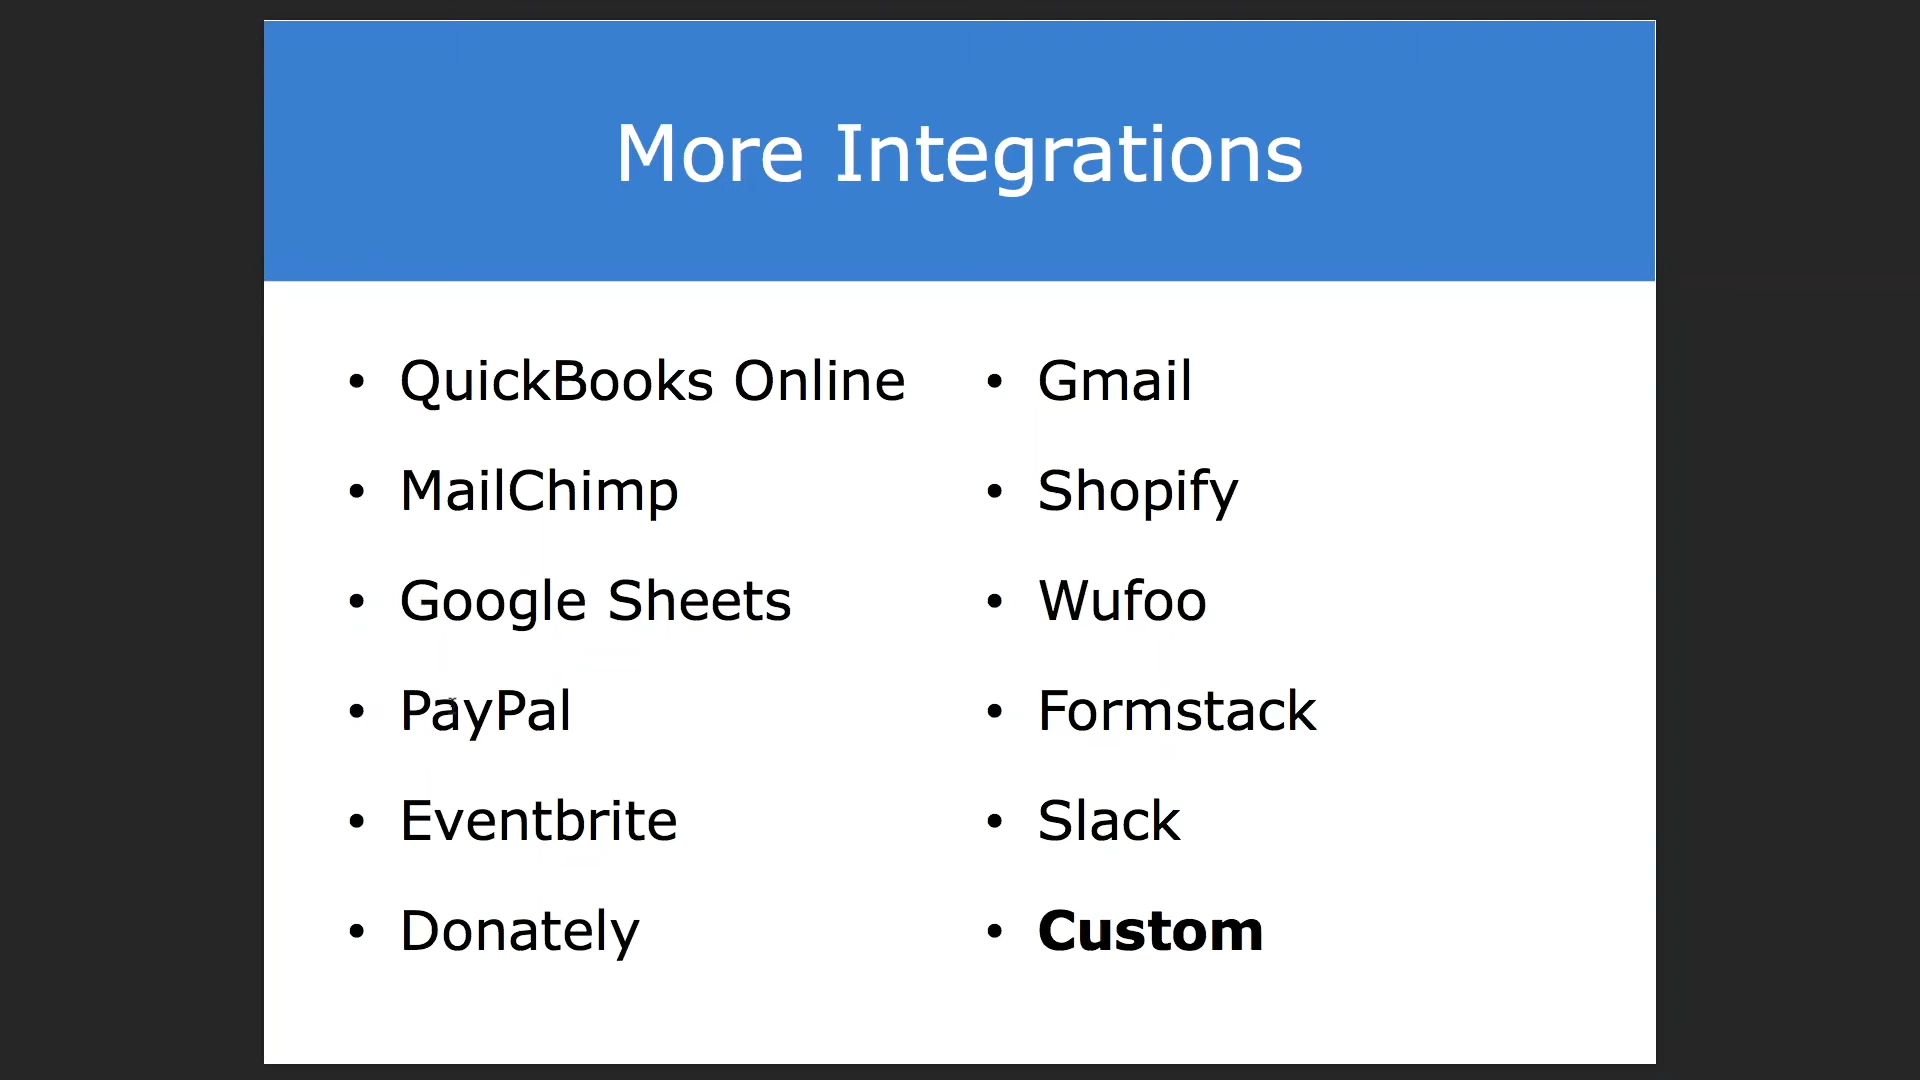 More Integrations
• QuickBooks Online
• MailChimp
• Google Sheets
• PayPal
• Eventbrite
• Donately
• Gmail
• Shopify
• Wufoo
• Formstack
• Slack
• Custom